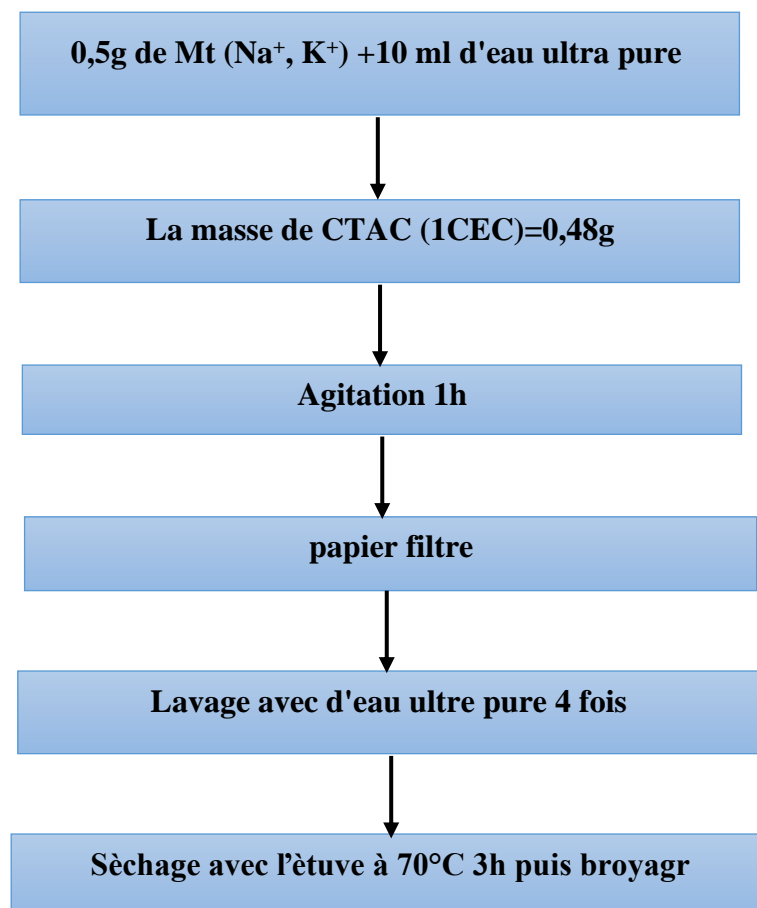 0,5g de Mt (Na⁺, K⁺) +10 ml d'eau ultra pure
La masse de CTAC (1CEC)=0,48g
Agitation 1h
papier filtre
Lavage avec d'eau ultre pure 4 fois
Sèchage avec l'ètuve à 70°C 3h puis broyagr